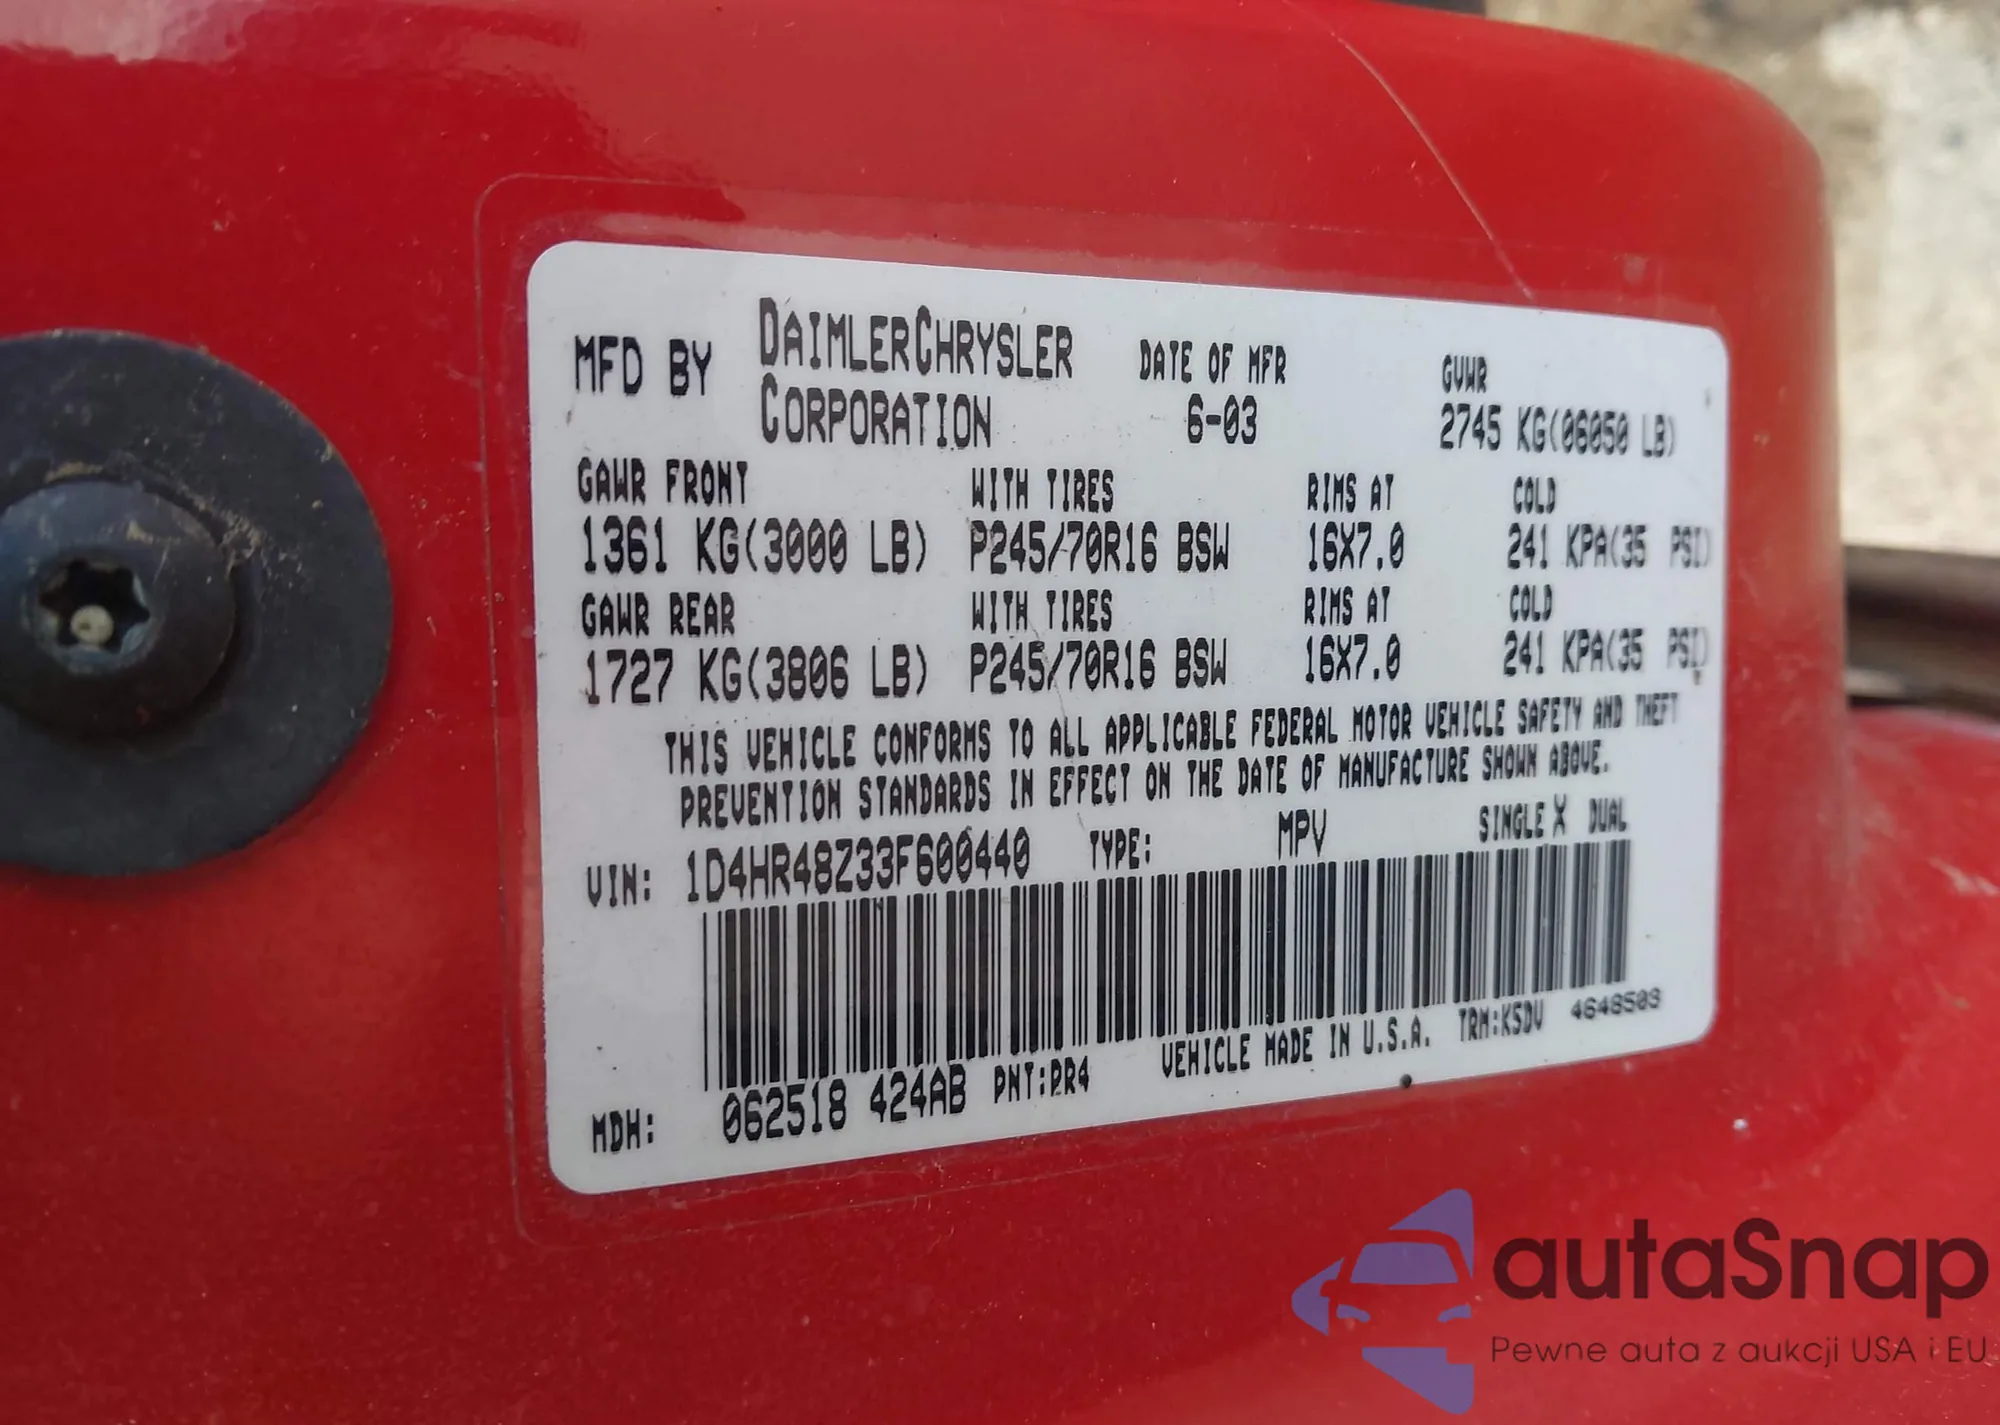 MFD BY DAIMLERCHRYSLER CORPORATION DATE OF MFR 6-03 GVWR 2745 KG(06050 LB)
GAWR FRONT WITH TIRES RIMS AT COLD
1361 KG(3000 LB) P245/70R16 BSW 16X7.0 241 KPA(35 PSI)
GAWR REAR WITH TIRES RIMS AT COLD
1727 KG(3806 LB) P245/70R16 BSW 16X7.0 241 KPA(35 PSI)
THIS VEHICLE CONFORMS TO ALL APPLICABLE FEDERAL MOTOR VEHICLE SAFETY AND THEFT
PREVENTION STANDARDS IN EFFECT ON THE DATE OF MANUFACTURE SHOWN ABOVE.
VIN: 1D4HR48Z33F600440 TYPE: MPV SINGLE X DUAL
MDH: 062518 424AB PNT:PR4 VEHICLE MADE IN U.S.A. TRM:K5DV 4648503
autaSnap
Pewne auta z aukcji USA i EU